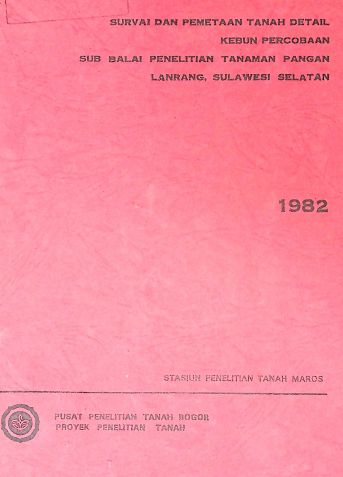 SURVAI DAN PEMETAAN TANAH DETAIL
KEBUN PERCOBAAN
SUB BALAI PENELITIAN TANAMAN PANGAN
LANRANG, SULAWESI SELATAN
1982
STASIUN PENELITIAN TANAH MAROS
PUSAT PENELITIAN TANAH BOGOR
PROYEK PENELITIAN TANAH